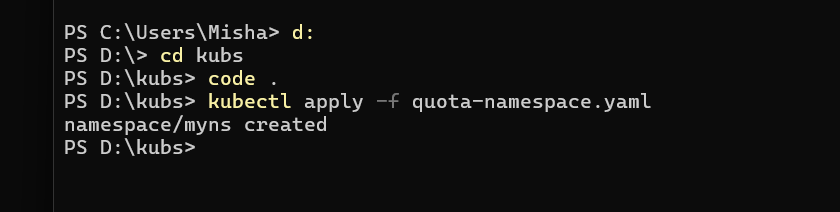 PS C:\Users\Misha> d:
PS D:\> cd kubs
PS D:\kubs> code .
PS D:\kubs> kubectl apply -f quota-namespace.yaml
namespace/myns created
PS D:\kubs>